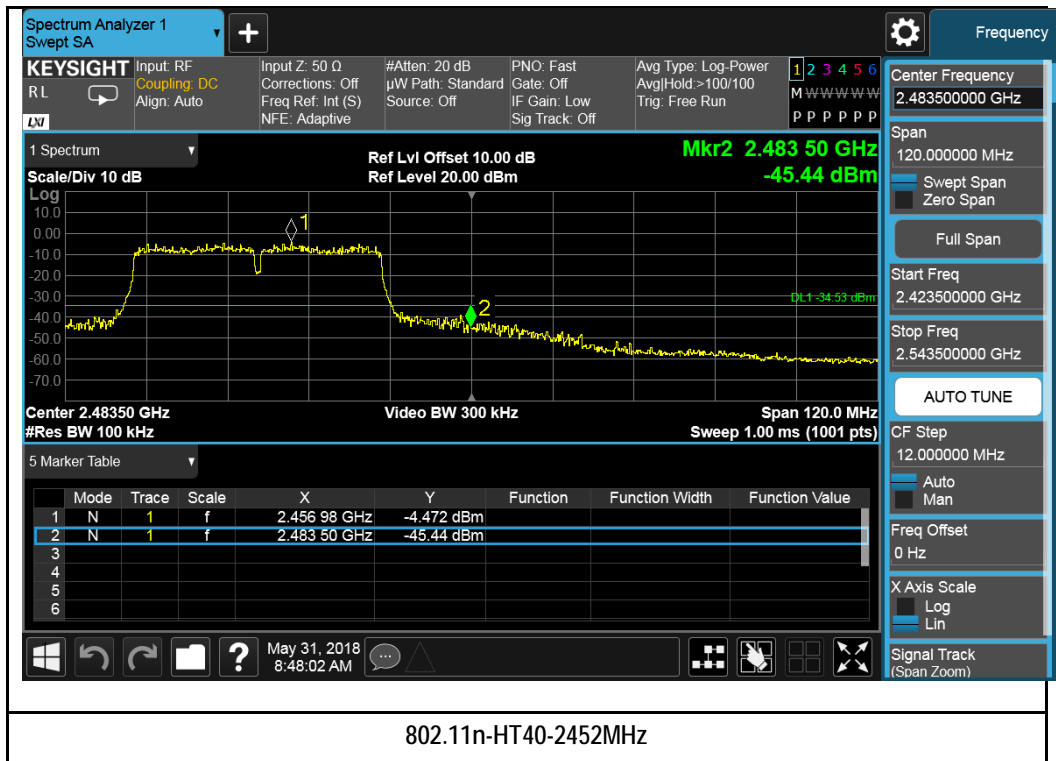 Spectrum Analyzer 1
Swept SA
+
Frequency
KEYSIGHT
R L
LXI
Input: RF
Coupling: DC
Align: Auto
Input Z: 50 Ω
Corrections: Off
Freq Ref: Int (S)
NFE: Adaptive
#Atten: 20 dB
µW Path: Standard
Source: Off
PNO: Fast
Gate: Off
IF Gain: Low
Sig Track: Off
Avg Type: Log-Power
Avg|Hold:>100/100
Trig: Free Run
1 2 3 4 5 6
M W W W W W
P P P P P P
1 Spectrum
Scale/Div 10 dB
Ref Lvl Offset 10.00 dB
Ref Level 20.00 dBm
Mkr2 2.483 50 GHz
-45.44 dBm
Log
10.0
0.00
-10.0
-20.0
-30.0
-40.0
-50.0
-60.0
-70.0
1
2
DL1 -34.53 dBm
Center 2.48350 GHz
#Res BW 100 kHz
Video BW 300 kHz
Span 120.0 MHz
Sweep 1.00 ms (1001 pts)
5 Marker Table
Mode Trace Scale X Y Function Function Width Function Value
1 N 1 f 2.456 98 GHz -4.472 dBm
2 N 1 f 2.483 50 GHz -45.44 dBm
3
4
5
6
?
May 31, 2018
8:48:02 AM
Center Frequency
2.483500000 GHz
Span
120.000000 MHz
Swept Span
Zero Span
Full Span
Start Freq
2.423500000 GHz
Stop Freq
2.543500000 GHz
AUTO TUNE
CF Step
12.000000 MHz
Auto
Man
Freq Offset
0 Hz
X Axis Scale
Log
Lin
Signal Track
(Span Zoom)
802.11n-HT40-2452MHz